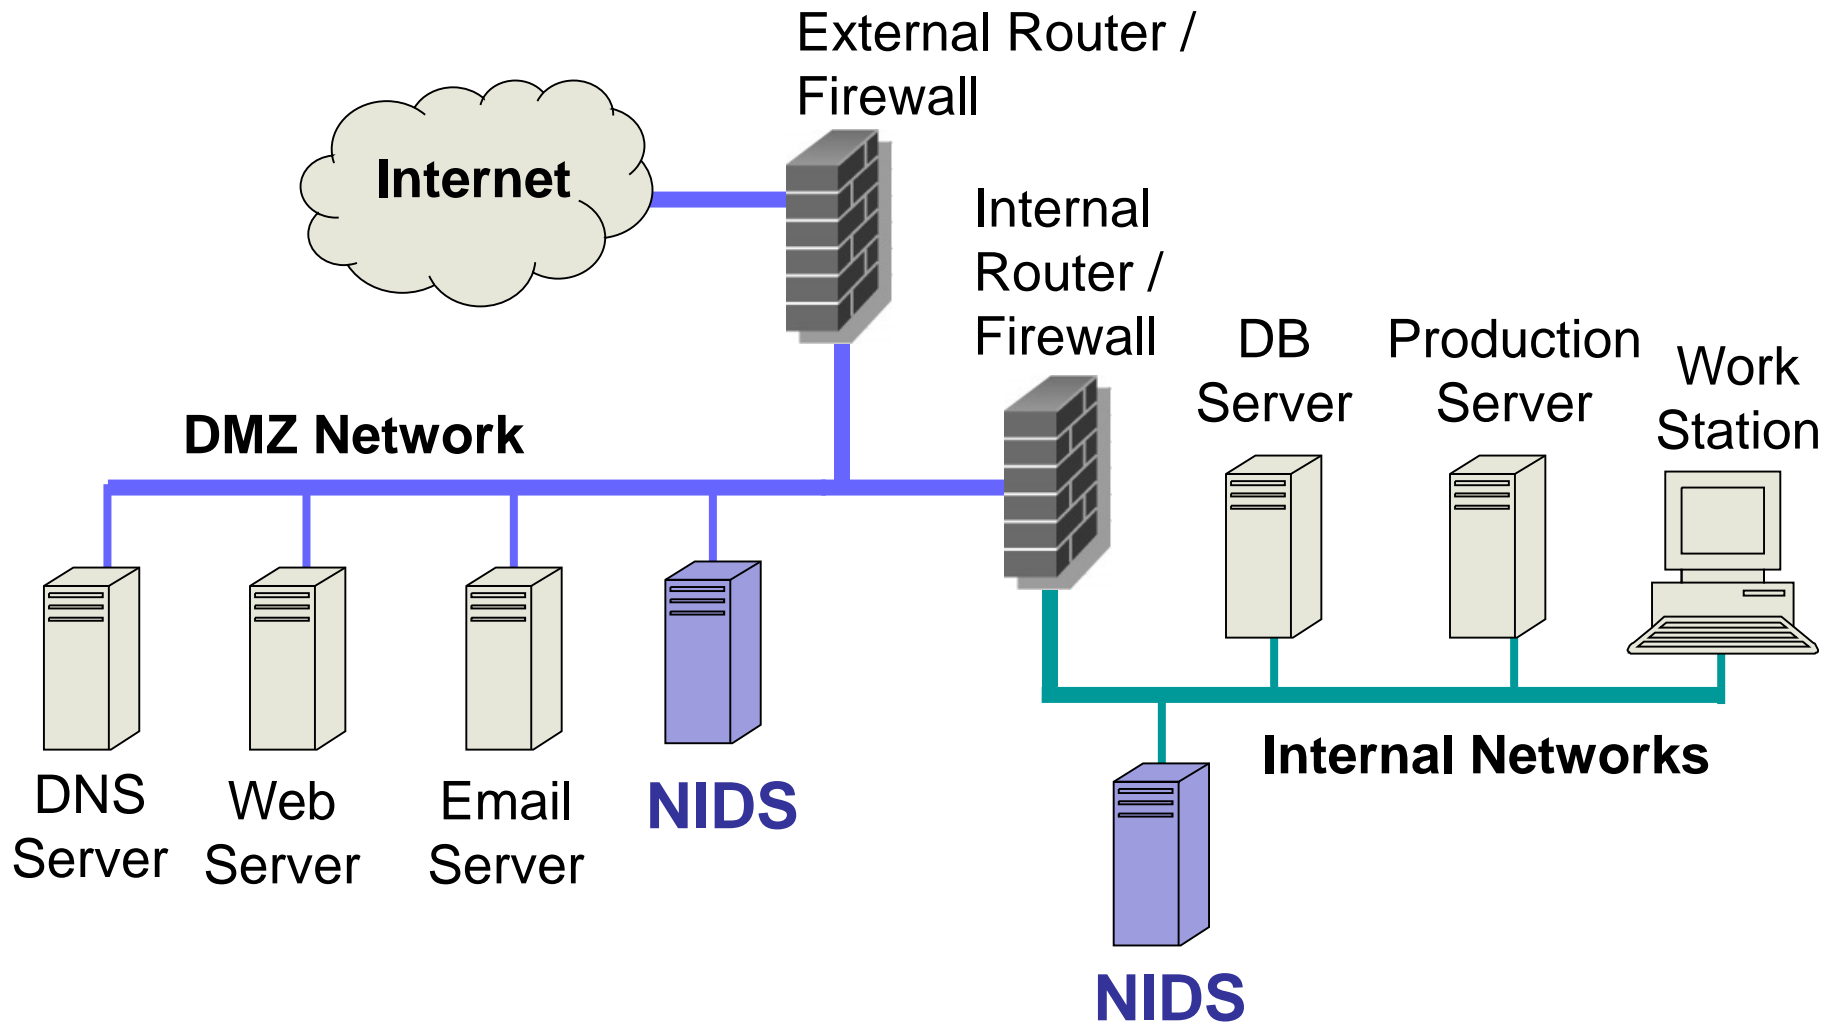 External Router /
Firewall
Internet
Internal
Router /
Firewall
DB
Server
Production
Server
Work
Station
DMZ Network
DNS
Server
Web
Server
Email
Server
NIDS
Internal Networks
NIDS